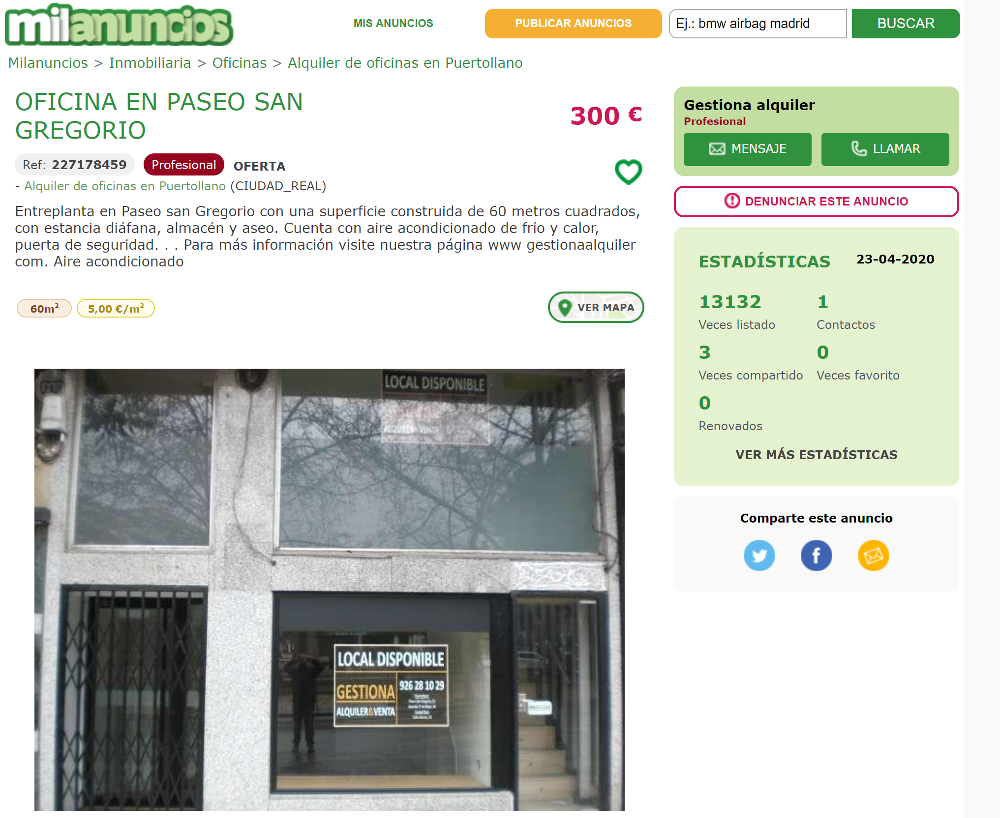 milanuncios
MIS ANUNCIOS
PUBLICAR ANUNCIOS
Ej.: bmw airbag madrid
BUSCAR
Milanuncios > Inmobiliaria > Oficinas > Alquiler de oficinas en Puertollano
OFICINA EN PASEO SAN
GREGORIO
300 €
Ref: 227178459
Profesional
OFERTA
- Alquiler de oficinas en Puertollano (CIUDAD_REAL)
Entreplanta en Paseo san Gregorio con una superficie construida de 60 metros cuadrados,
con estancia diáfana, almacén y aseo. Cuenta con aire acondicionado de frío y calor,
puerta de seguridad. . . Para más información visite nuestra página www gestionaalquiler
com. Aire acondicionado
60m²
5,00 €/m²
VER MAPA
LOCAL DISPONIBLE
ALQUILER & VENTA
LOCAL DISPONIBLE
GESTIONA
ALQUILER&VENTA
926 28 10 29
Gestiona alquiler
Profesional
MENSAJE
LLAMAR
DENUNCIAR ESTE ANUNCIO
ESTADÍSTICAS
23-04-2020
13132
Veces listado
1
Contactos
3
Veces compartido
0
Veces favorito
0
Renovados
VER MÁS ESTADÍSTICAS
Comparte este anuncio